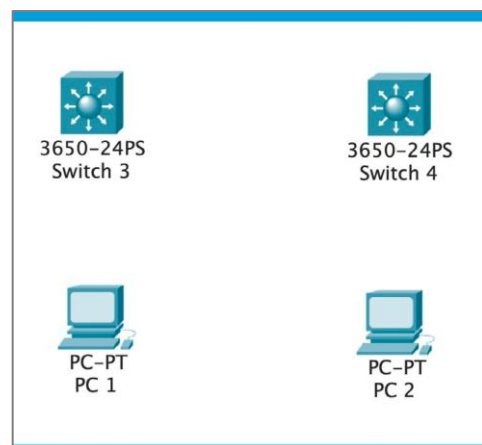 3650-24PS
Switch 3
3650-24PS
Switch 4
PC-PT
PC 1
PC-PT
PC 2